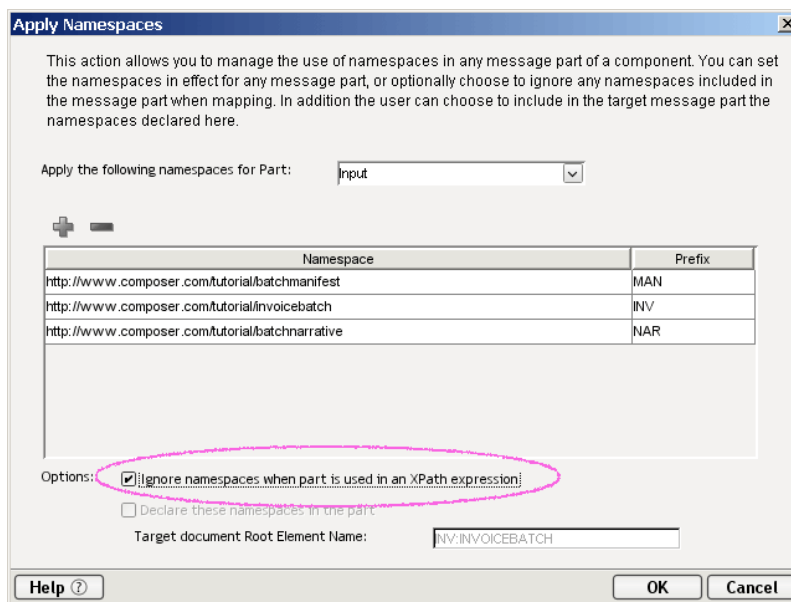 Apply Namespaces
This action allows you to manage the use of namespaces in any message part of a component. You can set
the namespaces in effect for any message part, or optionally choose to ignore any namespaces included in
the message part when mapping. In addition the user can choose to include in the target message part the
namespaces declared here.
Apply the following namespaces for Part: Input
Namespace Prefix
http://www.composer.com/tutorial/batchmanifest MAN
http://www.composer.com/tutorial/invoicebatch INV
http://www.composer.com/tutorial/batchnarrative NAR
Options: Ignore namespaces when part is used in an XPath expression
Declare these namespaces in the part
Target document Root Element Name: INV:INVOICEBATCH
Help ? OK Cancel